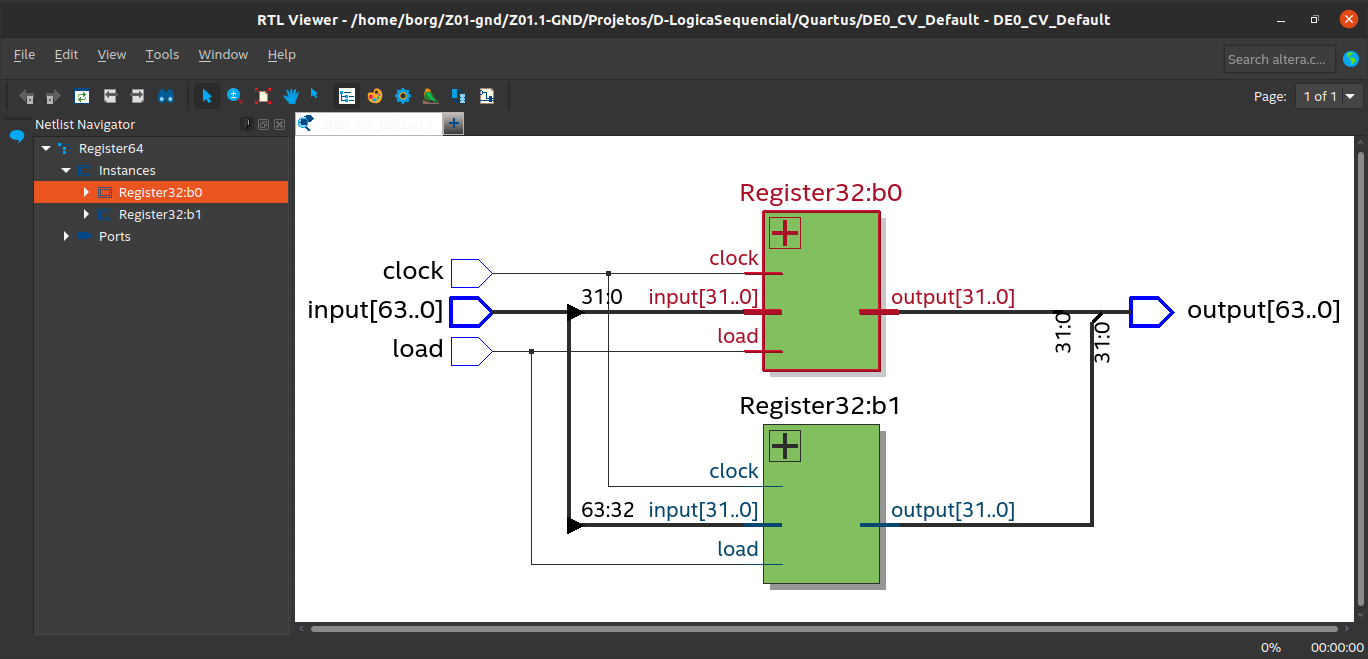 RTL Viewer - /home/borg/Z01-gnd/Z01.1-GND/Projetos/D-LogicaSequencial/Quartus/DE0_CV_Default - DE0_CV_Default
File Edit View Tools Window Help
Search altera.c...
Page: 1 of 1
Netlist Navigator
DE0_CV_Default:1
Register64
Instances
Register32:b0
Register32:b1
Ports
Register32:b0
clock
clock
input[63..0]
31:0
input[31..0]
output[31..0]
output[63..0]
load
load
31:0
31:0
Register32:b1
clock
63:32
input[31..0]
output[31..0]
load
0%
00:00:00